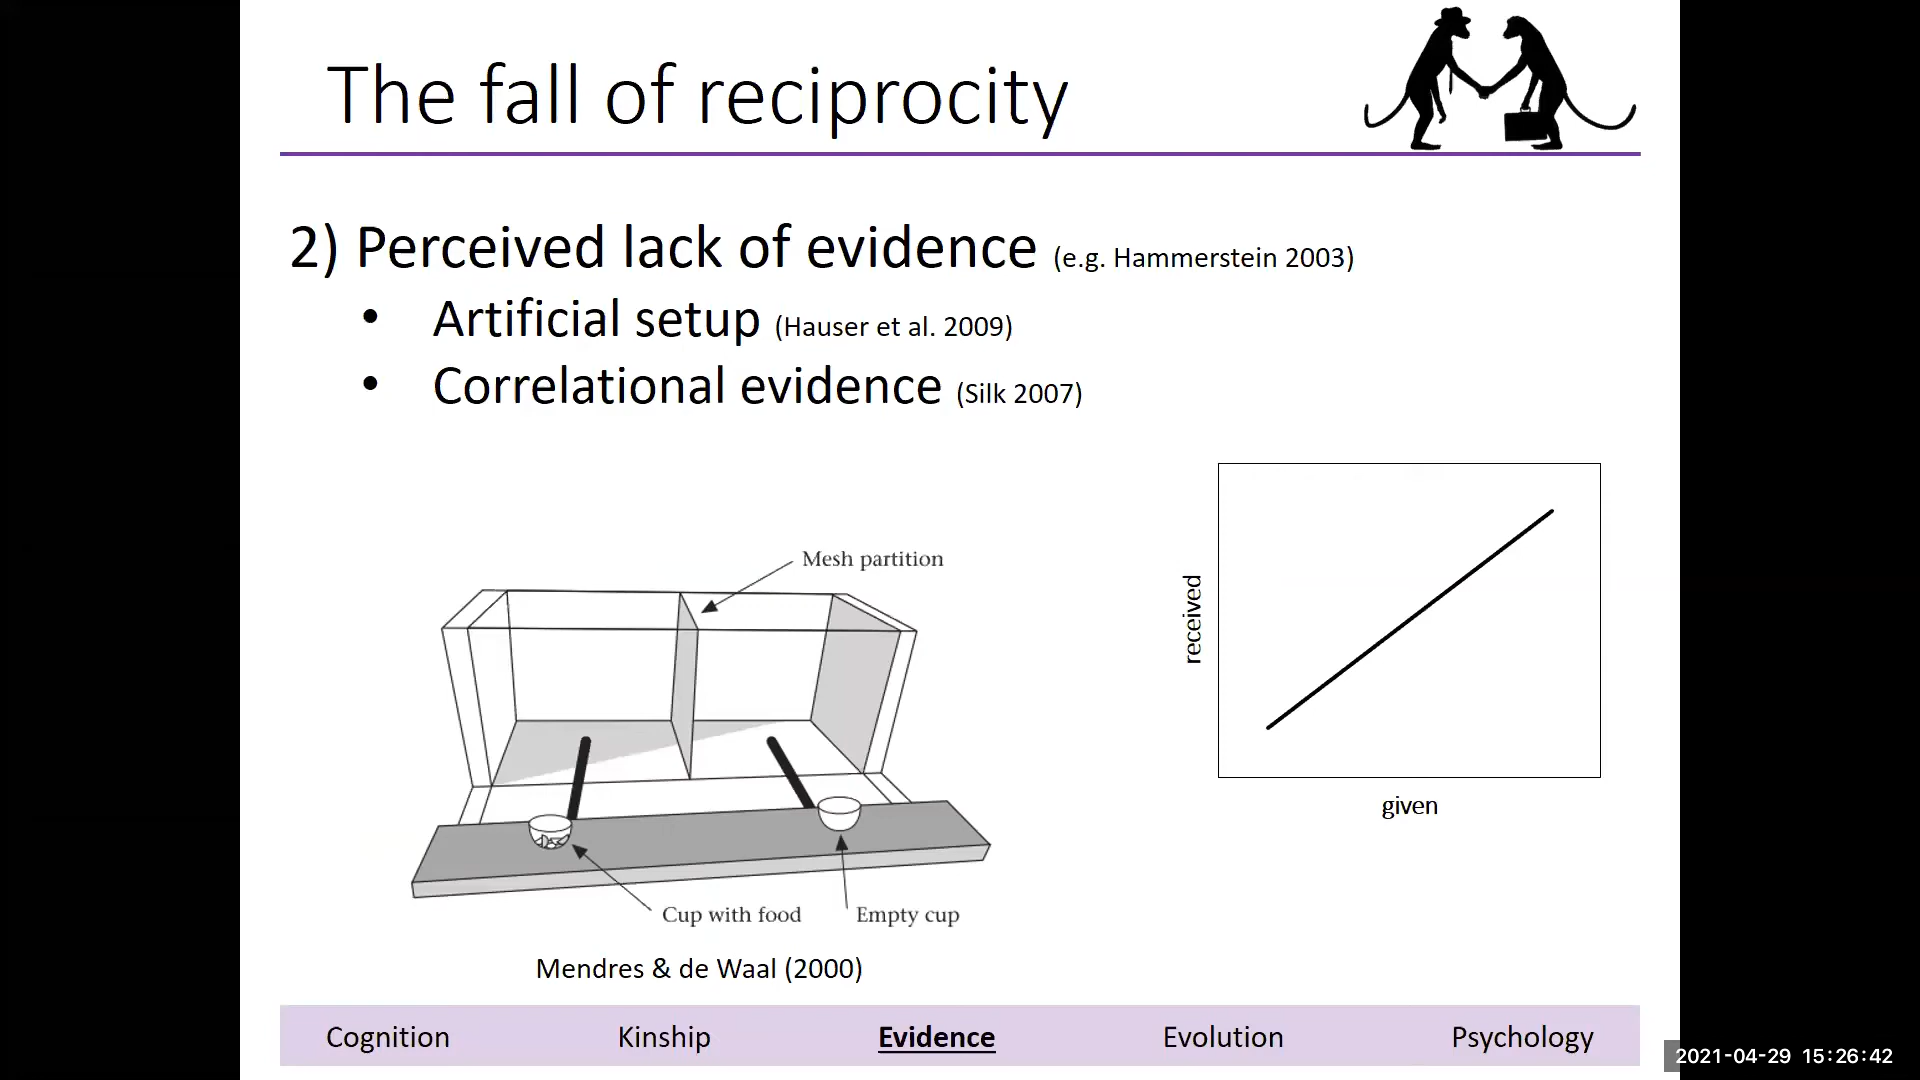 The fall of reciprocity
2) Perceived lack of evidence (e.g. Hammerstein 2003)
• Artificial setup (Hauser et al. 2009)
• Correlational evidence (Silk 2007)
Mesh partition
Cup with food
Empty cup
Mendres & de Waal (2000)
received
given
Cognition
Kinship
Evidence
Evolution
Psychology
2021-04-29 15:26:42